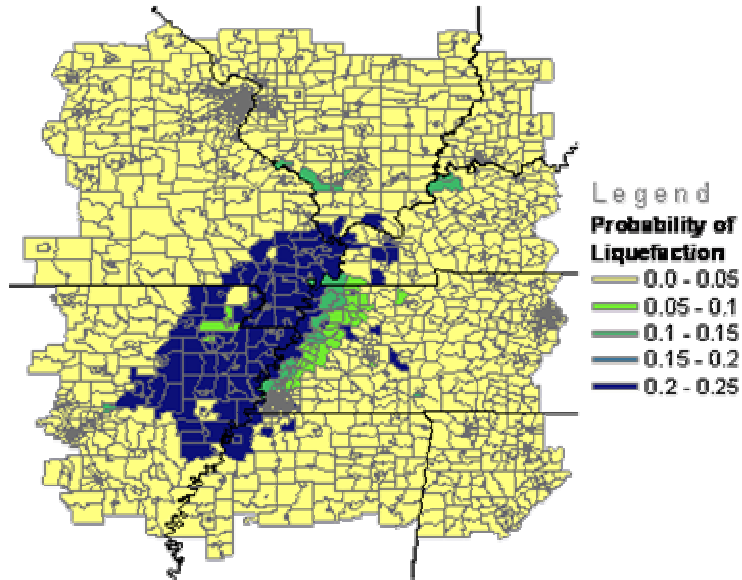 Legend
Probability of
Liquefaction
0.0 - 0.05
0.05 - 0.1
0.1 - 0.15
0.15 - 0.2
0.2 - 0.25